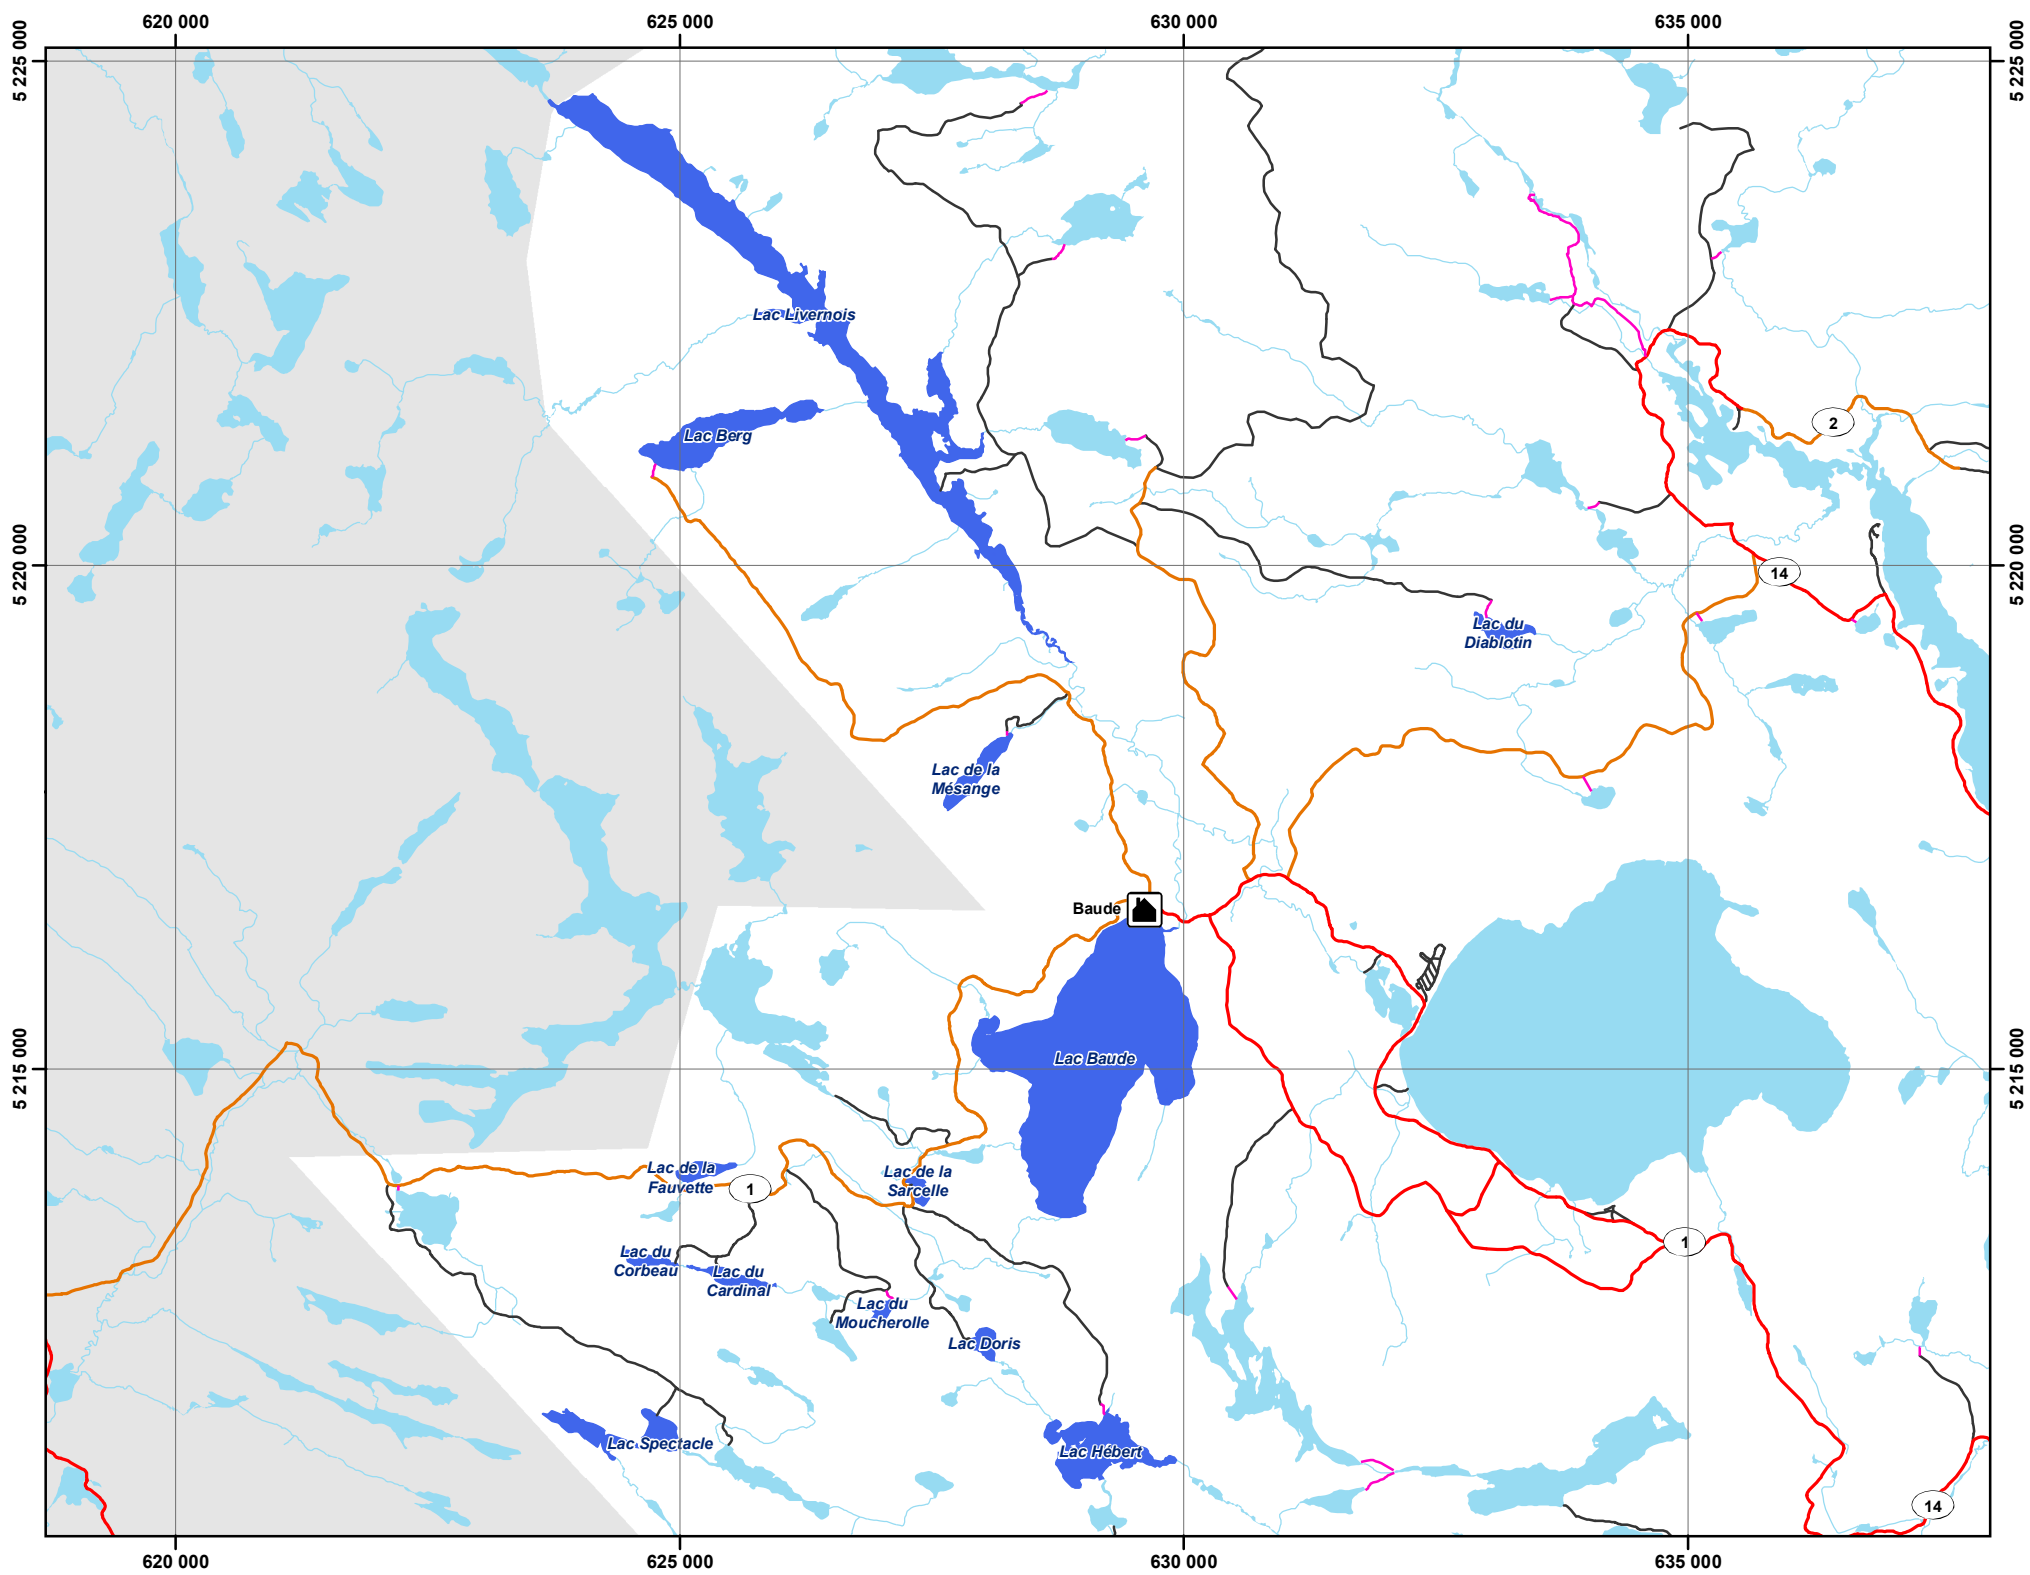 620 000
625 000
630 000
635 000
5 225 000
5 225 000
Lac Livernois
Lac Berg
2
5 220 000
14
5 220 000
Lac du
Diablotin
Lac de la
Mésange
Baude
Lac Baude
5 215 000
5 215 000
Lac de la
Fauvette
1
Lac de la
Sarcelle
Lac du
Corbeau
Lac du
Cardinal
1
Lac du
Moucherolle
Lac Doris
Lac Spectacle
Lac Hébert
14
620 000
625 000
630 000
635 000